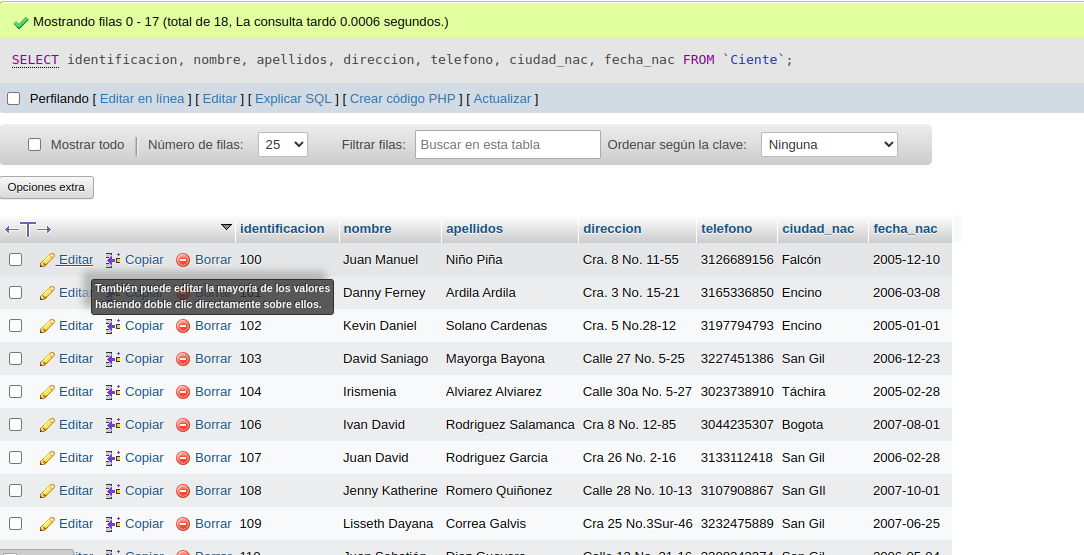 Mostrando filas 0 - 17 (total de 18, La consulta tardó 0.0006 segundos.)
SELECT identificacion, nombre, apellidos, direccion, telefono, ciudad_nac, fecha_nac FROM `Ciente`;
Perfilando [ Editar en línea ] [ Editar ] [ Explicar SQL ] [ Crear código PHP ] [ Actualizar ]
Mostrar todo Número de filas: 25 Filtrar filas: Buscar en esta tabla Ordenar según la clave: Ninguna
Opciones extra
identificacion nombre apellidos direccion telefono ciudad_nac fecha_nac
Editar Copiar Borrar 100 Juan Manuel Niño Piña Cra. 8 No. 11-55 3126689156 Falcón 2005-12-10
También puede editar la mayoría de los valores
haciendo doble clic directamente sobre ellos.
Editar Danny Ferney Ardila Ardila Cra. 3 No. 15-21 3165336850 Encino 2006-03-08
Editar Copiar Borrar 102 Kevin Daniel Solano Cardenas Cra. 5 No.28-12 3197794793 Encino 2005-01-01
Editar Copiar Borrar 103 David Saniago Mayorga Bayona Calle 27 No. 5-25 3227451386 San Gil 2006-12-23
Editar Copiar Borrar 104 Irismenia Alviarez Alviarez Calle 30a No. 5-27 3023738910 Táchira 2005-02-28
Editar Copiar Borrar 106 Ivan David Rodriguez Salamanca Cra 8 No. 12-85 3044235307 Bogota 2007-08-01
Editar Copiar Borrar 107 Juan David Rodriguez Garcia Cra 26 No. 2-16 3133112418 San Gil 2006-02-28
Editar Copiar Borrar 108 Jenny Katherine Romero Quiñonez Calle 28 No. 10-13 3107908867 San GIl 2007-10-01
Editar Copiar Borrar 109 Lisseth Dayana Correa Galvis Cra 25 No.3Sur-46 3232475889 San Gil 2007-06-25